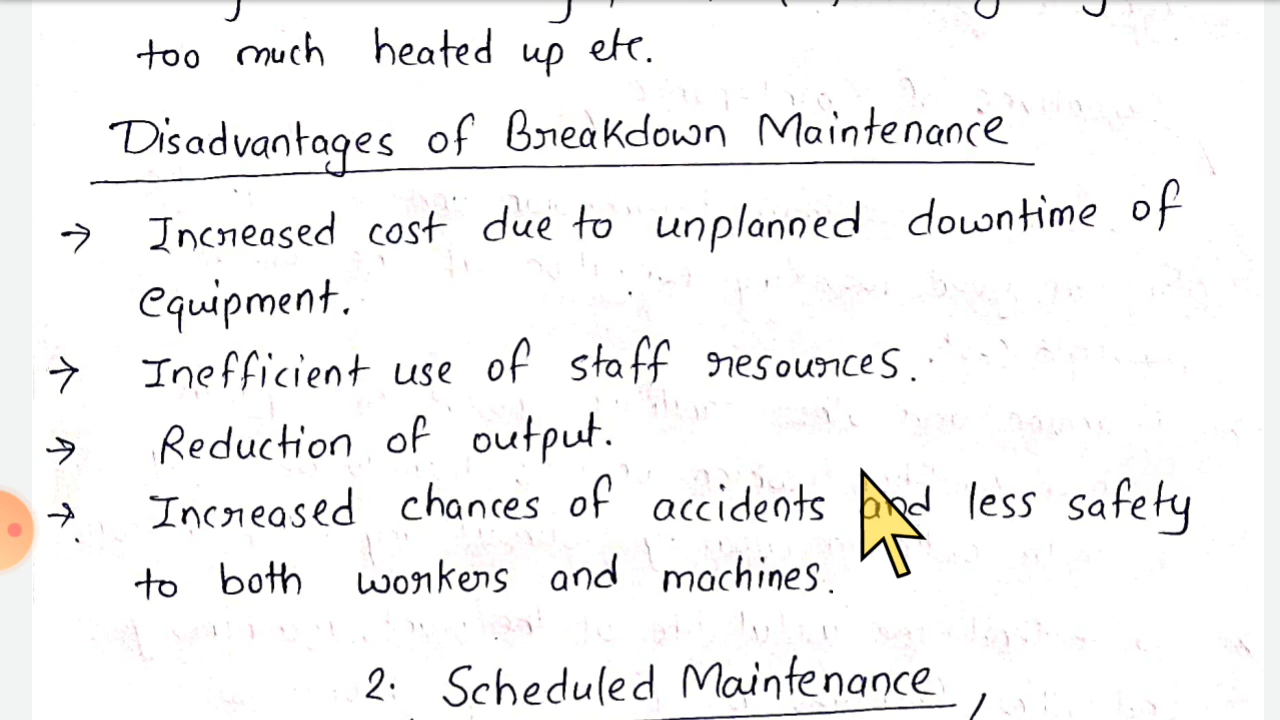 too much heated up etc.
Disadvantages of Breakdown Maintenance
→ Increased cost due to unplanned downtime of
equipment.
→ Inefficient use of staff resources.
→ Reduction of output.
→ Increased chances of accidents and less safety
to both workers and machines.
2. Scheduled Maintenance